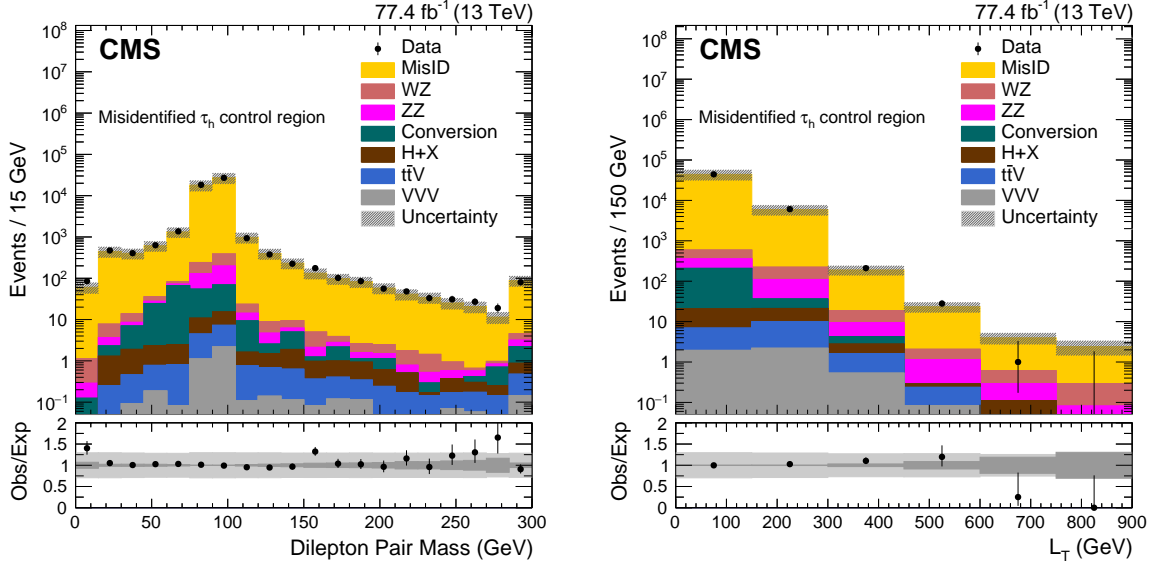 77.4 fb⁻¹ (13 TeV)
CMS
Data
MisID
WZ
ZZ
Conversion
H+X
tt̄V
VVV
Uncertainty
Misidentified τₕ control region
Events / 15 GeV
10⁸
10⁷
10⁶
10⁵
10⁴
10³
10²
10
1
10⁻¹
Obs/Exp
2
1.5
1
0.5
0
0 50 100 150 200 250 300
Dilepton Pair Mass (GeV)
77.4 fb⁻¹ (13 TeV)
CMS
Data
MisID
WZ
ZZ
Conversion
H+X
tt̄V
VVV
Uncertainty
Misidentified τₕ control region
Events / 150 GeV
10⁸
10⁷
10⁶
10⁵
10⁴
10³
10²
10
1
10⁻¹
Obs/Exp
2
1.5
1
0.5
0
0 100 200 300 400 500 600 700 800 900
L_T (GeV)